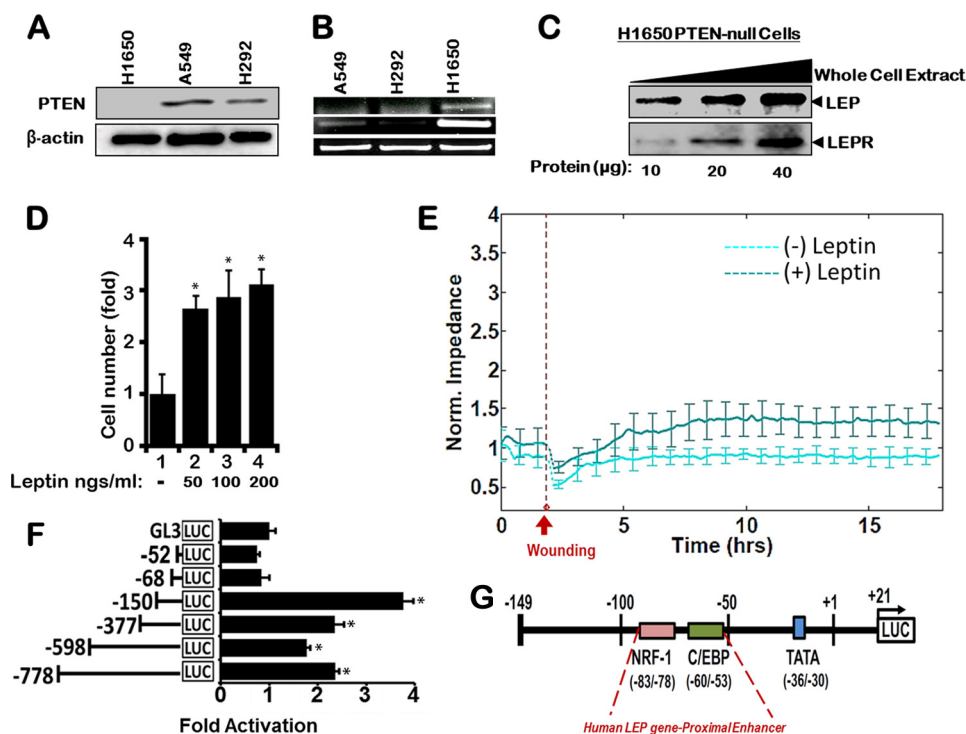 A
H1650
A549
H292
PTEN
β-actin
B
A549
H292
H1650
C
H1650 PTEN-null Cells
Whole Cell Extract
LEP
LEPR
Protein (µg): 10 20 40
D
Cell number (fold)
4
3
2
1
0
1 2 3 4
Leptin ngs/ml: - 50 100 200
* * *
E
Norm. Impedance
4
3.5
3
2.5
2
1.5
1
0.5
(-) Leptin
(+) Leptin
0 5 10 15
Wounding
Time (hrs)
F
GL3 LUC
-52 LUC
-68 LUC
-150 LUC *
-377 LUC *
-598 LUC *
-778 LUC *
0 1 2 3 4
Fold Activation
G
-149 -100 -50 +1 +21
LUC
NRF-1 C/EBP TATA
(-83/-78) (-60/-53) (-36/-30)
Human LEP gene-Proximal Enhancer